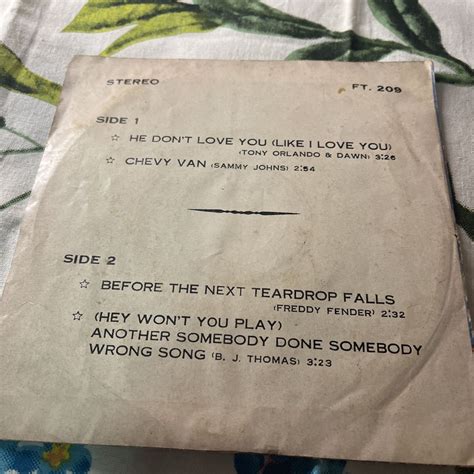 STEREO FT. 209
SIDE 1
☆ HE DON'T LOVE YOU (LIKE I LOVE YOU)
(TONY ORLANDO & DAWN) 3:26
☆ CHEVY VAN (SAMMY JOHNS) 2:54
SIDE 2
☆ BEFORE THE NEXT TEARDROP FALLS
(FREDDY FENDER) 2:32
☆ (HEY WON'T YOU PLAY)
ANOTHER SOMEBODY DONE SOMEBODY
WRONG SONG (B. J. THOMAS) 3:23